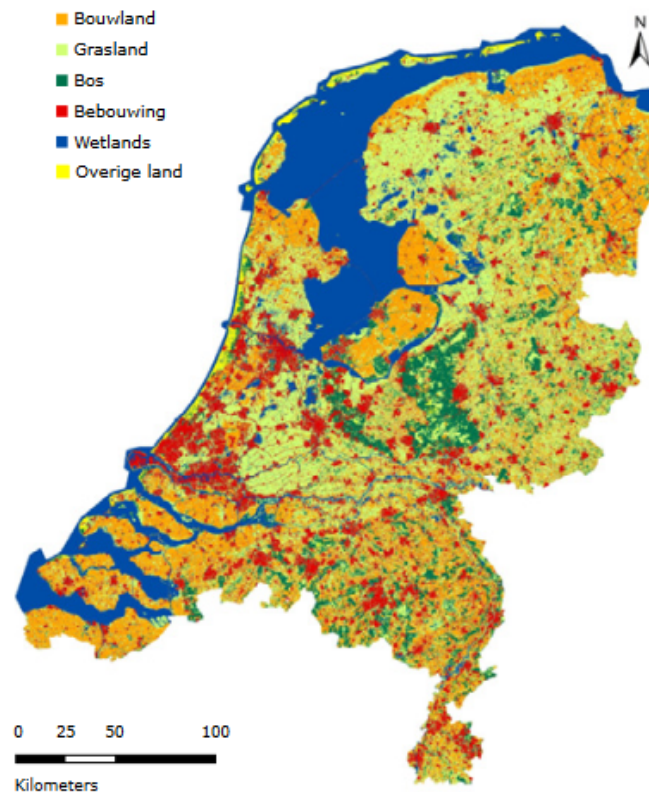 Bouwland
Grasland
Bos
Bebouwing
Wetlands
Overige land
N
0 25 50 100
Kilometers